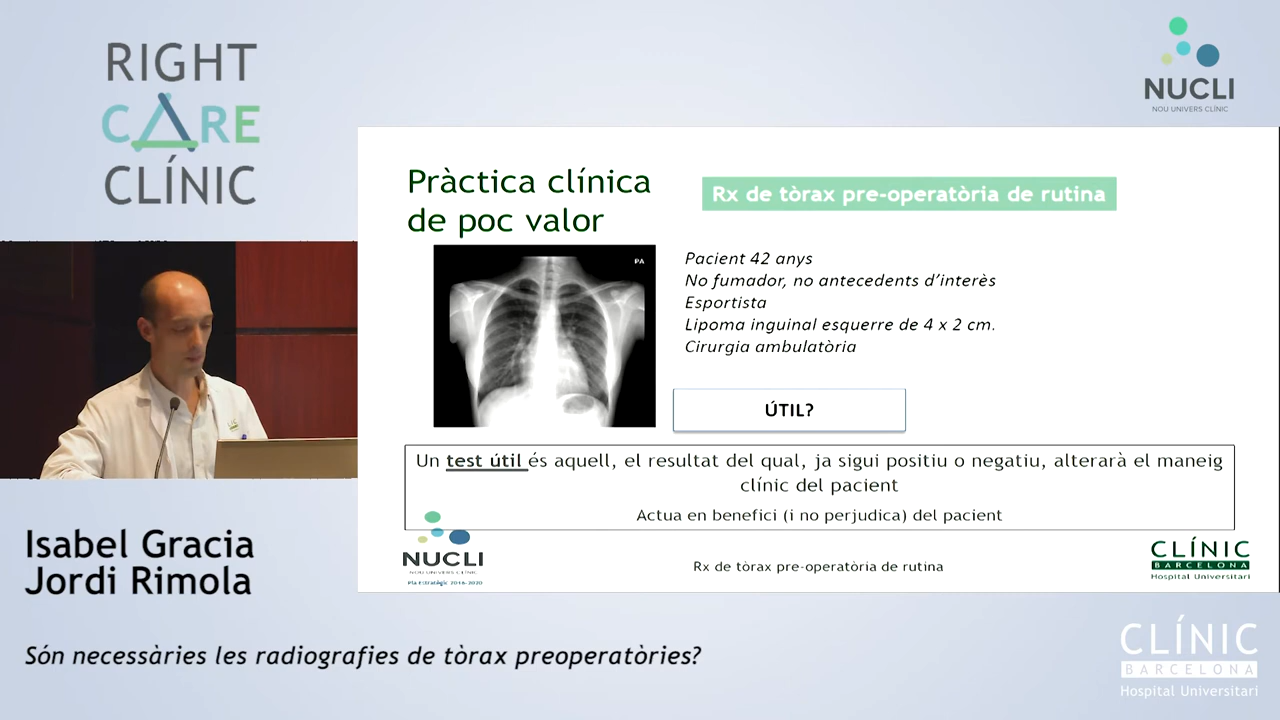 RIGHT
CARE
CLÍNIC
NUCLI
NOU UNIVERS CLÍNIC
Pràctica clínica
de poc valor
Rx de tòrax pre-operatòria de rutina
PA
Pacient 42 anys
No fumador, no antecedents d’interès
Esportista
Lipoma inguinal esquerre de 4 x 2 cm.
Cirurgia ambulatòria
ÚTIL?
Un test útil és aquell, el resultat del qual, ja sigui positiu o negatiu, alterarà el maneig
clínic del pacient
Actua en benefici (i no perjudica) del pacient
NUCLI
NOU UNIVERS CLÍNIC
Pla Estratègic 2016-2020
Rx de tòrax pre-operatòria de rutina
CLÍNIC
BARCELONA
Hospital Universitari
Isabel Gracia
Jordi Rimola
Són necessàries les radiografies de tòrax preoperatòries?
CLÍNIC
BARCELONA
Hospital Universitari